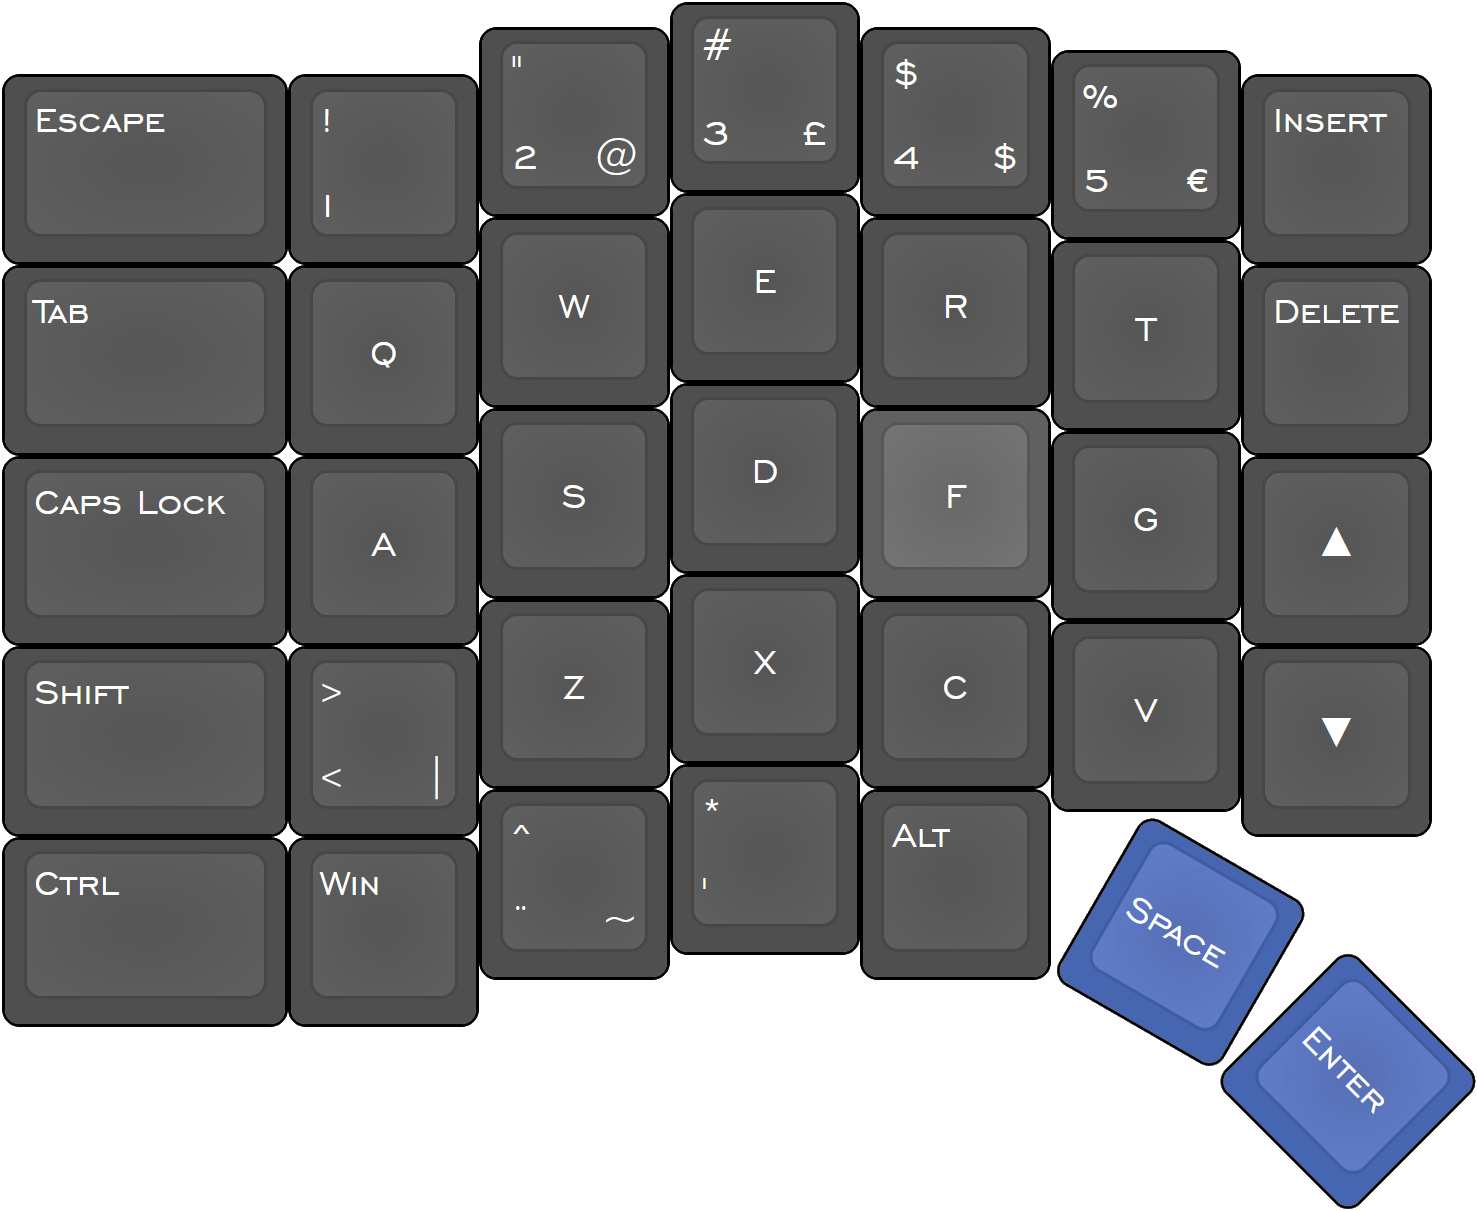 Escape
!
1
"
2 @
#
3 £
$
4 $
%
5 €
Insert
Tab
Q
W
E
R
T
Delete
Caps Lock
A
S
D
F
G
▲
Shift
>
< |
Z
X
C
V
▼
Ctrl
Win
^
¨ ~
*
'
Alt
Space
Enter